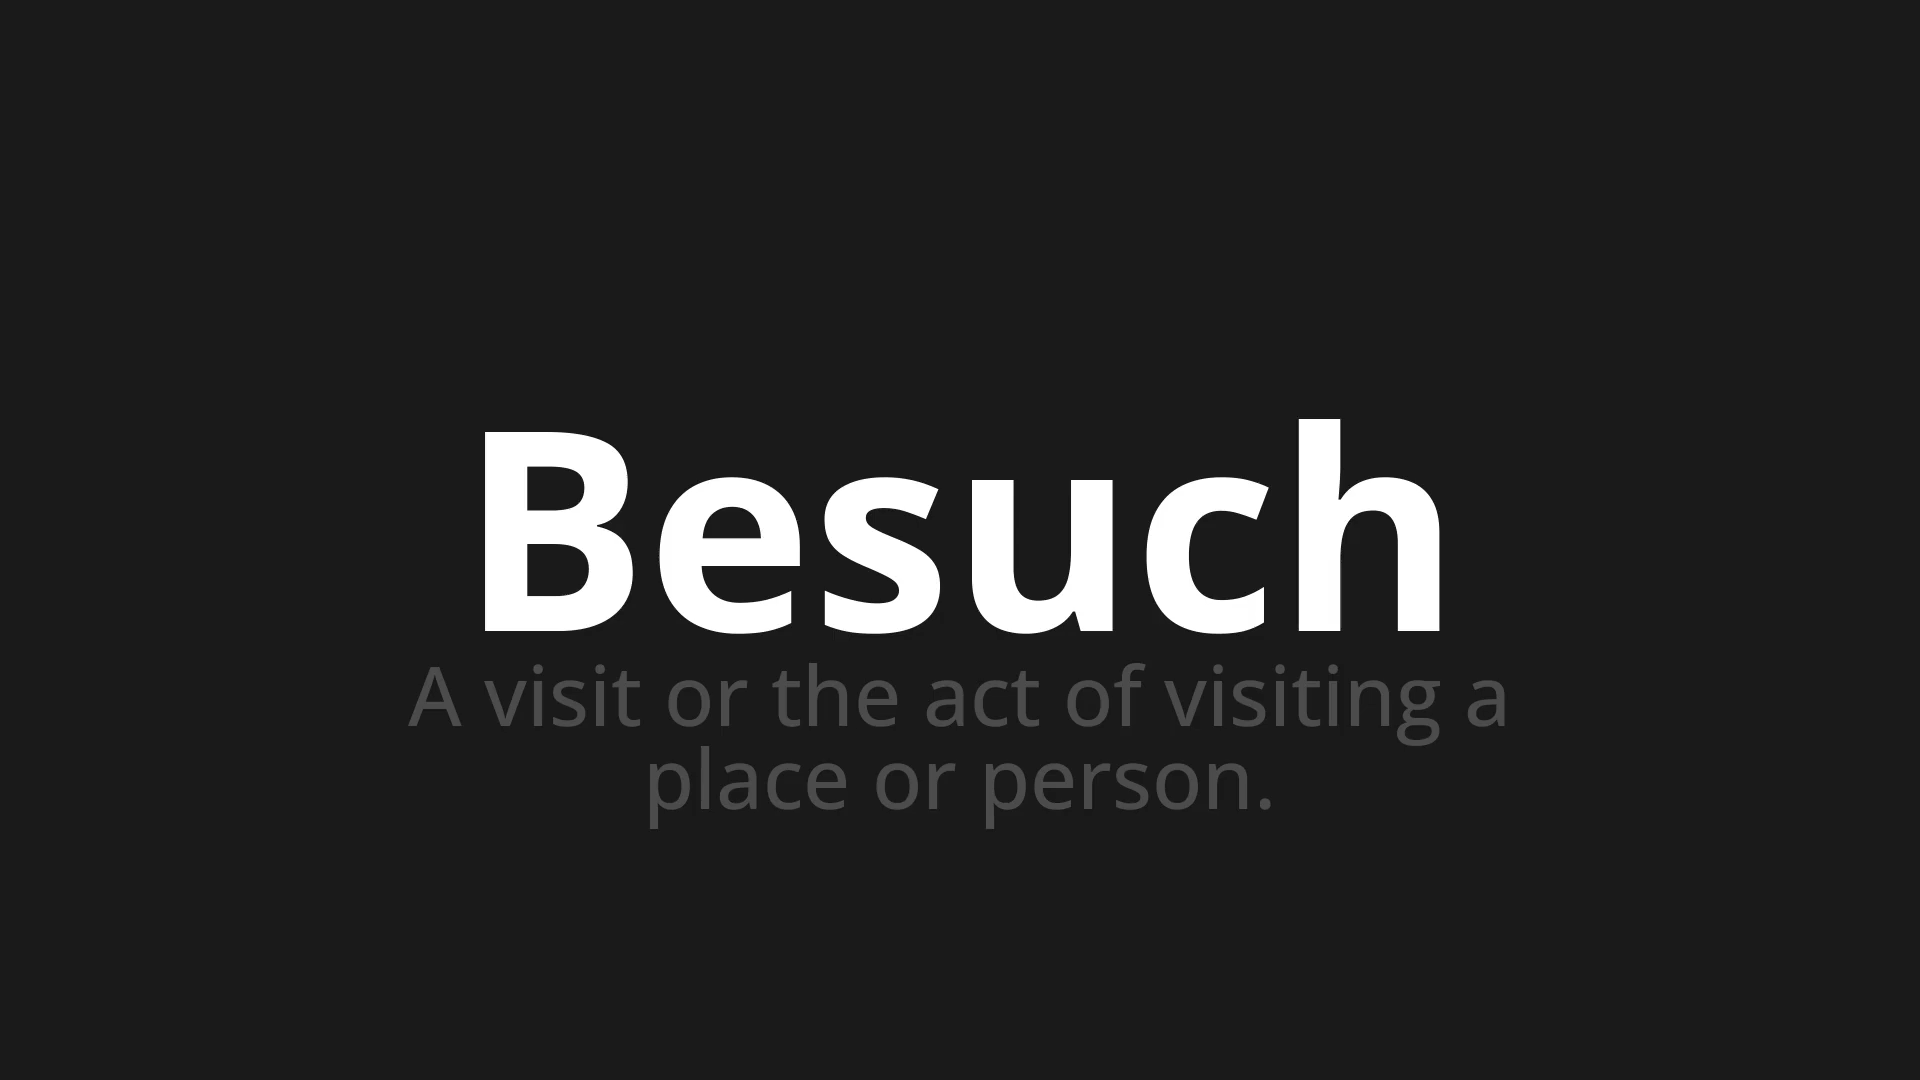 Besuch
A visit or the act of visiting a
place or person.